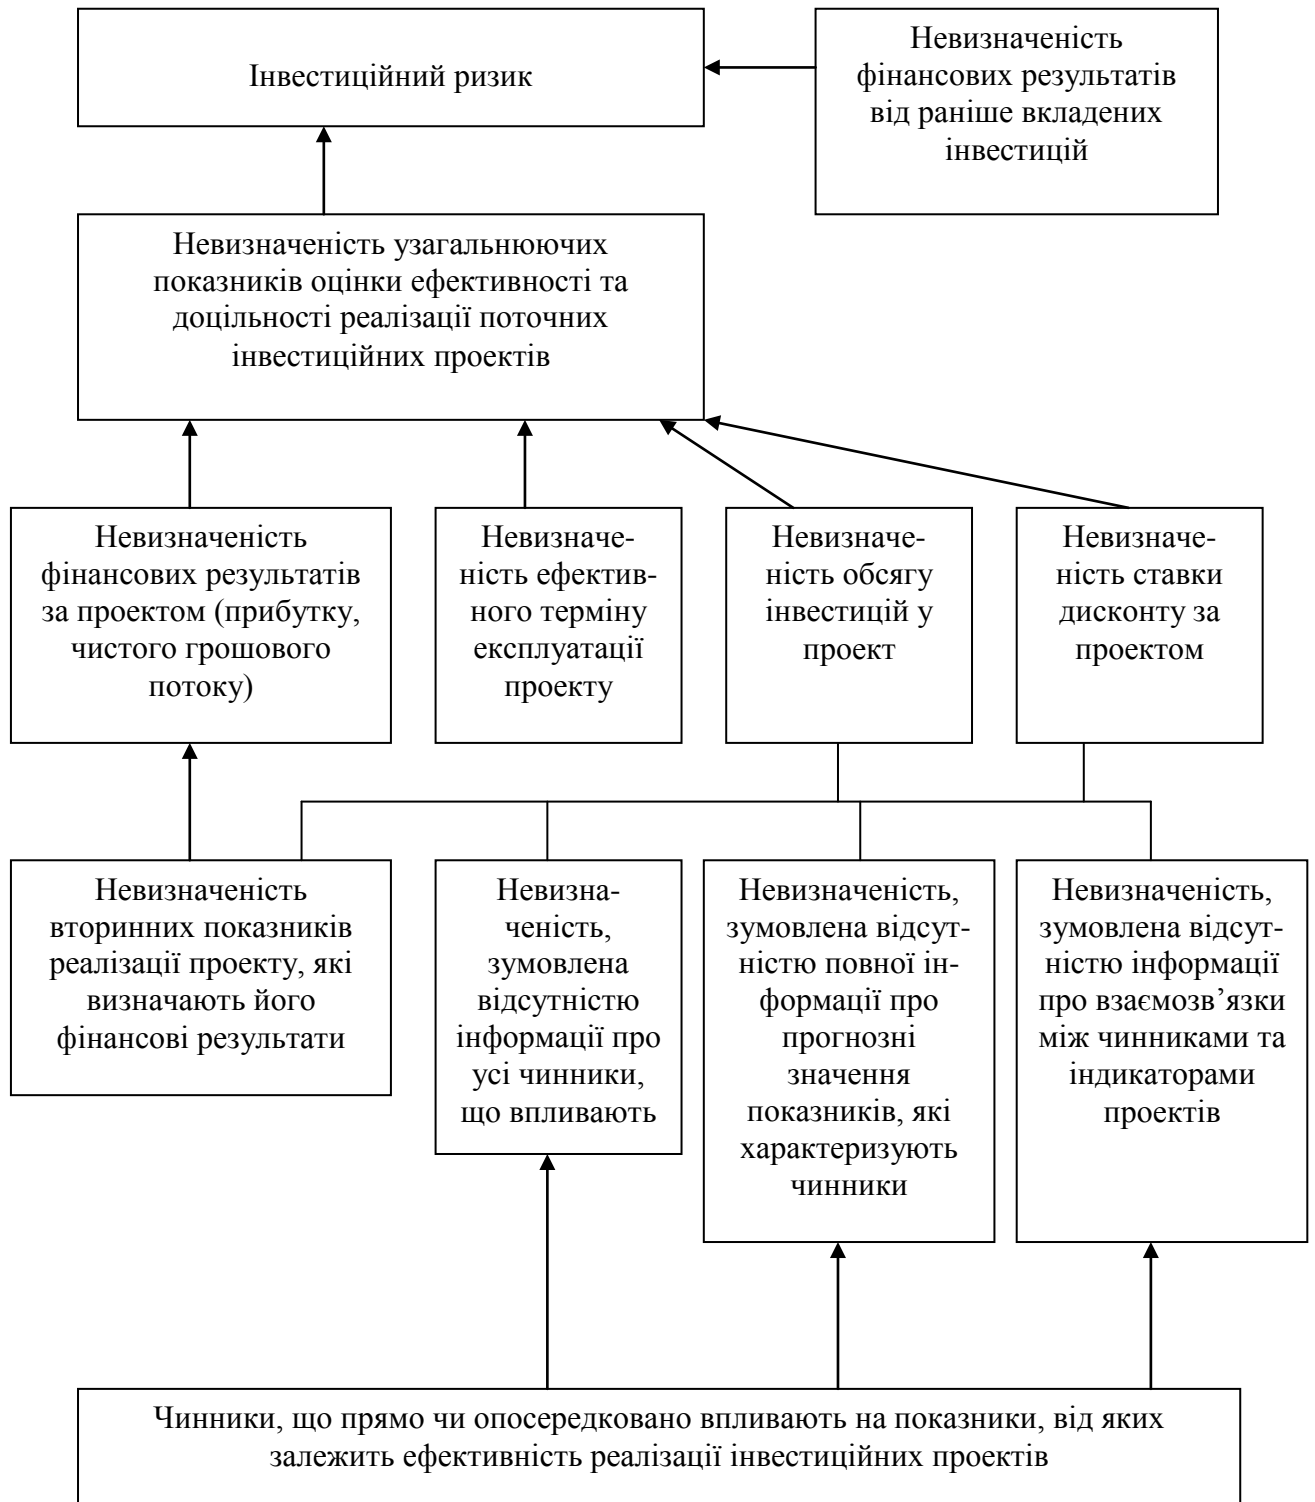 Інвестиційний ризик
Невизначеність
фінансових результатів
від раніше вкладених
інвестицій
Невизначеність узагальнюючих
показників оцінки ефективності та
доцільності реалізації поточних
інвестиційних проектів
Невизначеність
фінансових результатів
за проектом (прибутку,
чистого грошового
потоку)
Невизначе-
ність ефектив-
ного терміну
експлуатації
проекту
Невизначе-
ність обсягу
інвестицій у
проект
Невизначе-
ність ставки
дисконту за
проектом
Невизначеність
вторинних показників
реалізації проекту, які
визначають його
фінансові результати
Невизна-
ченість,
зумовлена
відсутністю
інформації про
усі чинники,
що впливають
Невизначеність,
зумовлена відсут-
ністю повної ін-
формації про
прогнозні
значення
показників, які
характеризують
чинники
Невизначеність,
зумовлена відсут-
ністю інформації
про взаємозв’язки
між чинниками та
індикаторами
проектів
Чинники, що прямо чи опосередковано впливають на показники, від яких
залежить ефективність реалізації інвестиційних проектів